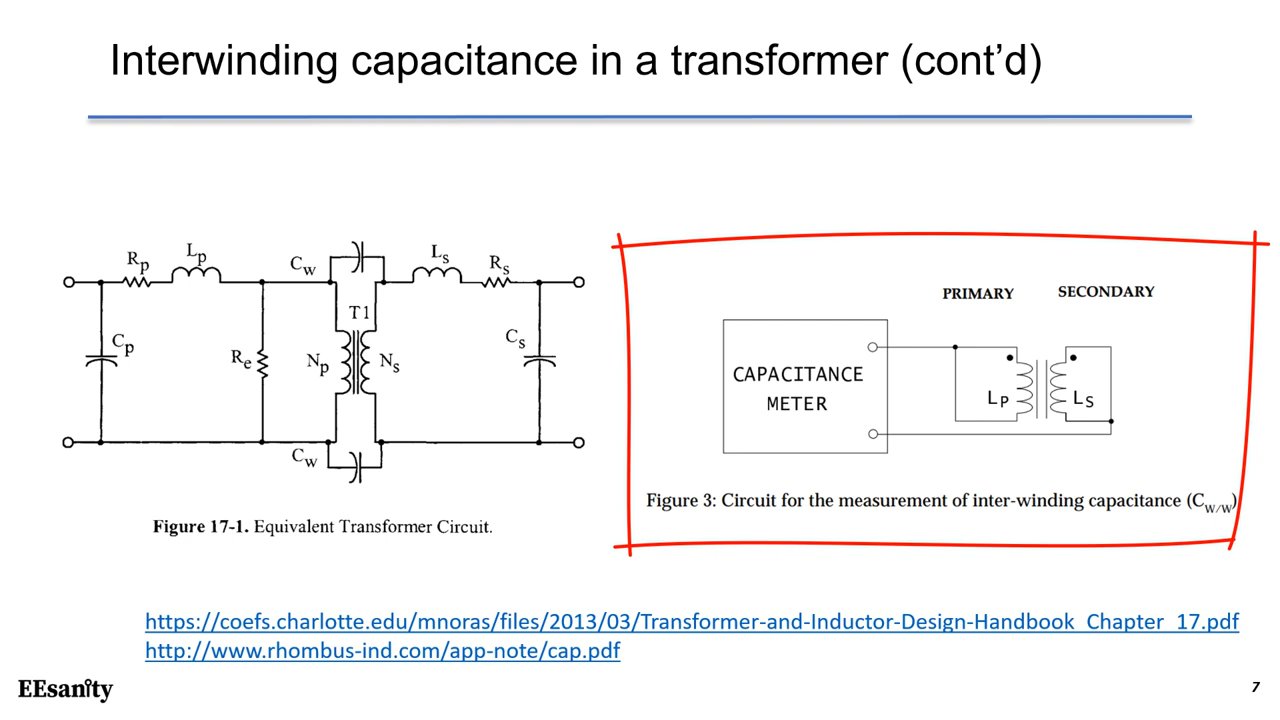 Interwinding capacitance in a transformer (cont’d)
Rp
Lp
Cw
Ls
Rs
T1
Cp
Re
Np
Ns
Cs
Cw
Figure 17-1. Equivalent Transformer Circuit.
PRIMARY SECONDARY
CAPACITANCE
METER
LP
LS
Figure 3: Circuit for the measurement of inter-winding capacitance (CW/W)
https://coefs.charlotte.edu/mnoras/files/2013/03/Transformer-and-Inductor-Design-Handbook_Chapter_17.pdf
http://www.rhombus-ind.com/app-note/cap.pdf
EEsanity
7